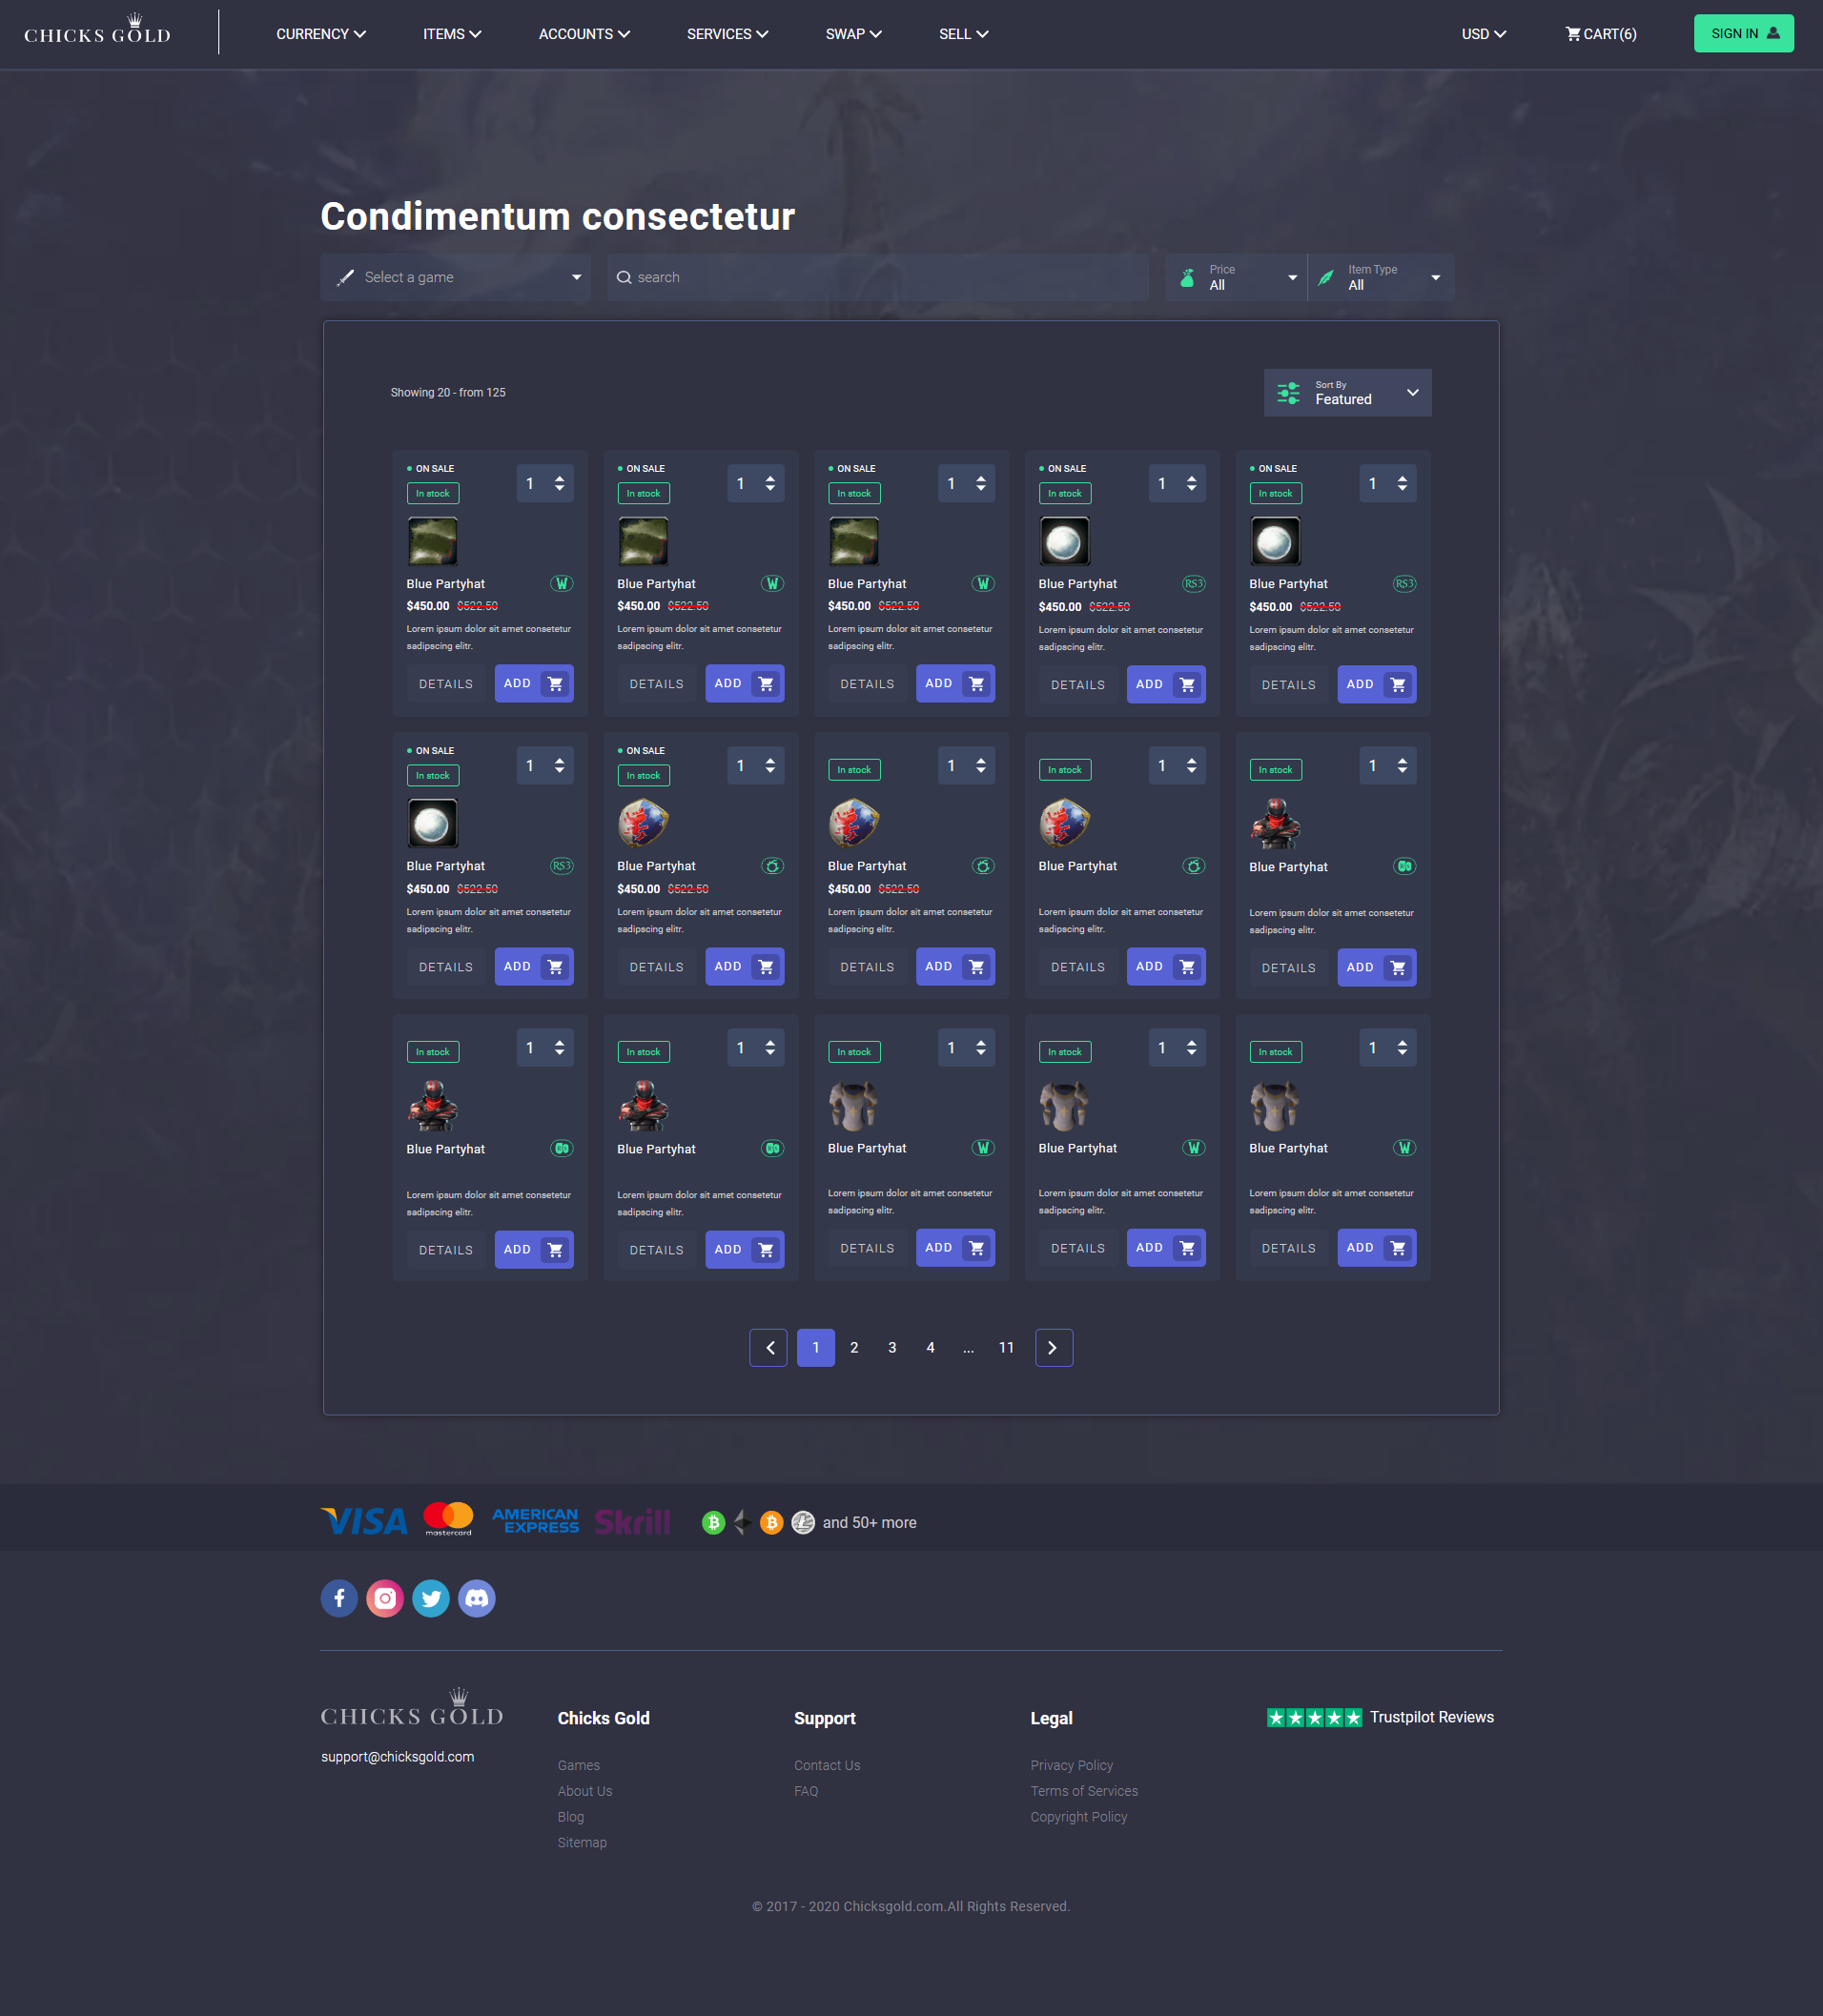 CHICKS GOLD
CURRENCY ITEMS ACCOUNTS SERVICES SWAP SELL USD CART(6) SIGN IN
Condimentum consectetur
Select a game
search
Price
All
Item Type
All
Showing 20 - from 125
Sort By
Featured
ON SALE
In stock
1
Blue Partyhat W
$450.00 $522.50
Lorem ipsum dolor sit amet consetetur
sadipscing elitr.
DETAILS ADD
ON SALE
In stock
1
Blue Partyhat W
$450.00 $522.50
Lorem ipsum dolor sit amet consetetur
sadipscing elitr.
DETAILS ADD
ON SALE
In stock
1
Blue Partyhat W
$450.00 $522.50
Lorem ipsum dolor sit amet consetetur
sadipscing elitr.
DETAILS ADD
ON SALE
In stock
1
Blue Partyhat RS3
$450.00 $522.50
Lorem ipsum dolor sit amet consetetur
sadipscing elitr.
DETAILS ADD
ON SALE
In stock
1
Blue Partyhat RS3
$450.00 $522.50
Lorem ipsum dolor sit amet consetetur
sadipscing elitr.
DETAILS ADD
ON SALE
In stock
1
Blue Partyhat RS3
$450.00 $522.50
Lorem ipsum dolor sit amet consetetur
sadipscing elitr.
DETAILS ADD
ON SALE
In stock
1
Blue Partyhat
$450.00 $522.50
Lorem ipsum dolor sit amet consetetur
sadipscing elitr.
DETAILS ADD
In stock
1
Blue Partyhat
$450.00 $522.50
Lorem ipsum dolor sit amet consetetur
sadipscing elitr.
DETAILS ADD
In stock
1
Blue Partyhat
Lorem ipsum dolor sit amet consetetur
sadipscing elitr.
DETAILS ADD
In stock
1
Blue Partyhat
Lorem ipsum dolor sit amet consetetur
sadipscing elitr.
DETAILS ADD
In stock
1
Blue Partyhat
Lorem ipsum dolor sit amet consetetur
sadipscing elitr.
DETAILS ADD
In stock
1
Blue Partyhat
Lorem ipsum dolor sit amet consetetur
sadipscing elitr.
DETAILS ADD
In stock
1
Blue Partyhat W
Lorem ipsum dolor sit amet consetetur
sadipscing elitr.
DETAILS ADD
In stock
1
Blue Partyhat W
Lorem ipsum dolor sit amet consetetur
sadipscing elitr.
DETAILS ADD
In stock
1
Blue Partyhat W
Lorem ipsum dolor sit amet consetetur
sadipscing elitr.
DETAILS ADD
1 2 3 4 ... 11
VISA
mastercard
AMERICAN
EXPRESS
Skrill
and 50+ more
CHICKS GOLD
support@chicksgold.com
Chicks Gold
Games
About Us
Blog
Sitemap
Support
Contact Us
FAQ
Legal
Privacy Policy
Terms of Services
Copyright Policy
Trustpilot Reviews
© 2017 - 2020 Chicksgold.com.All Rights Reserved.